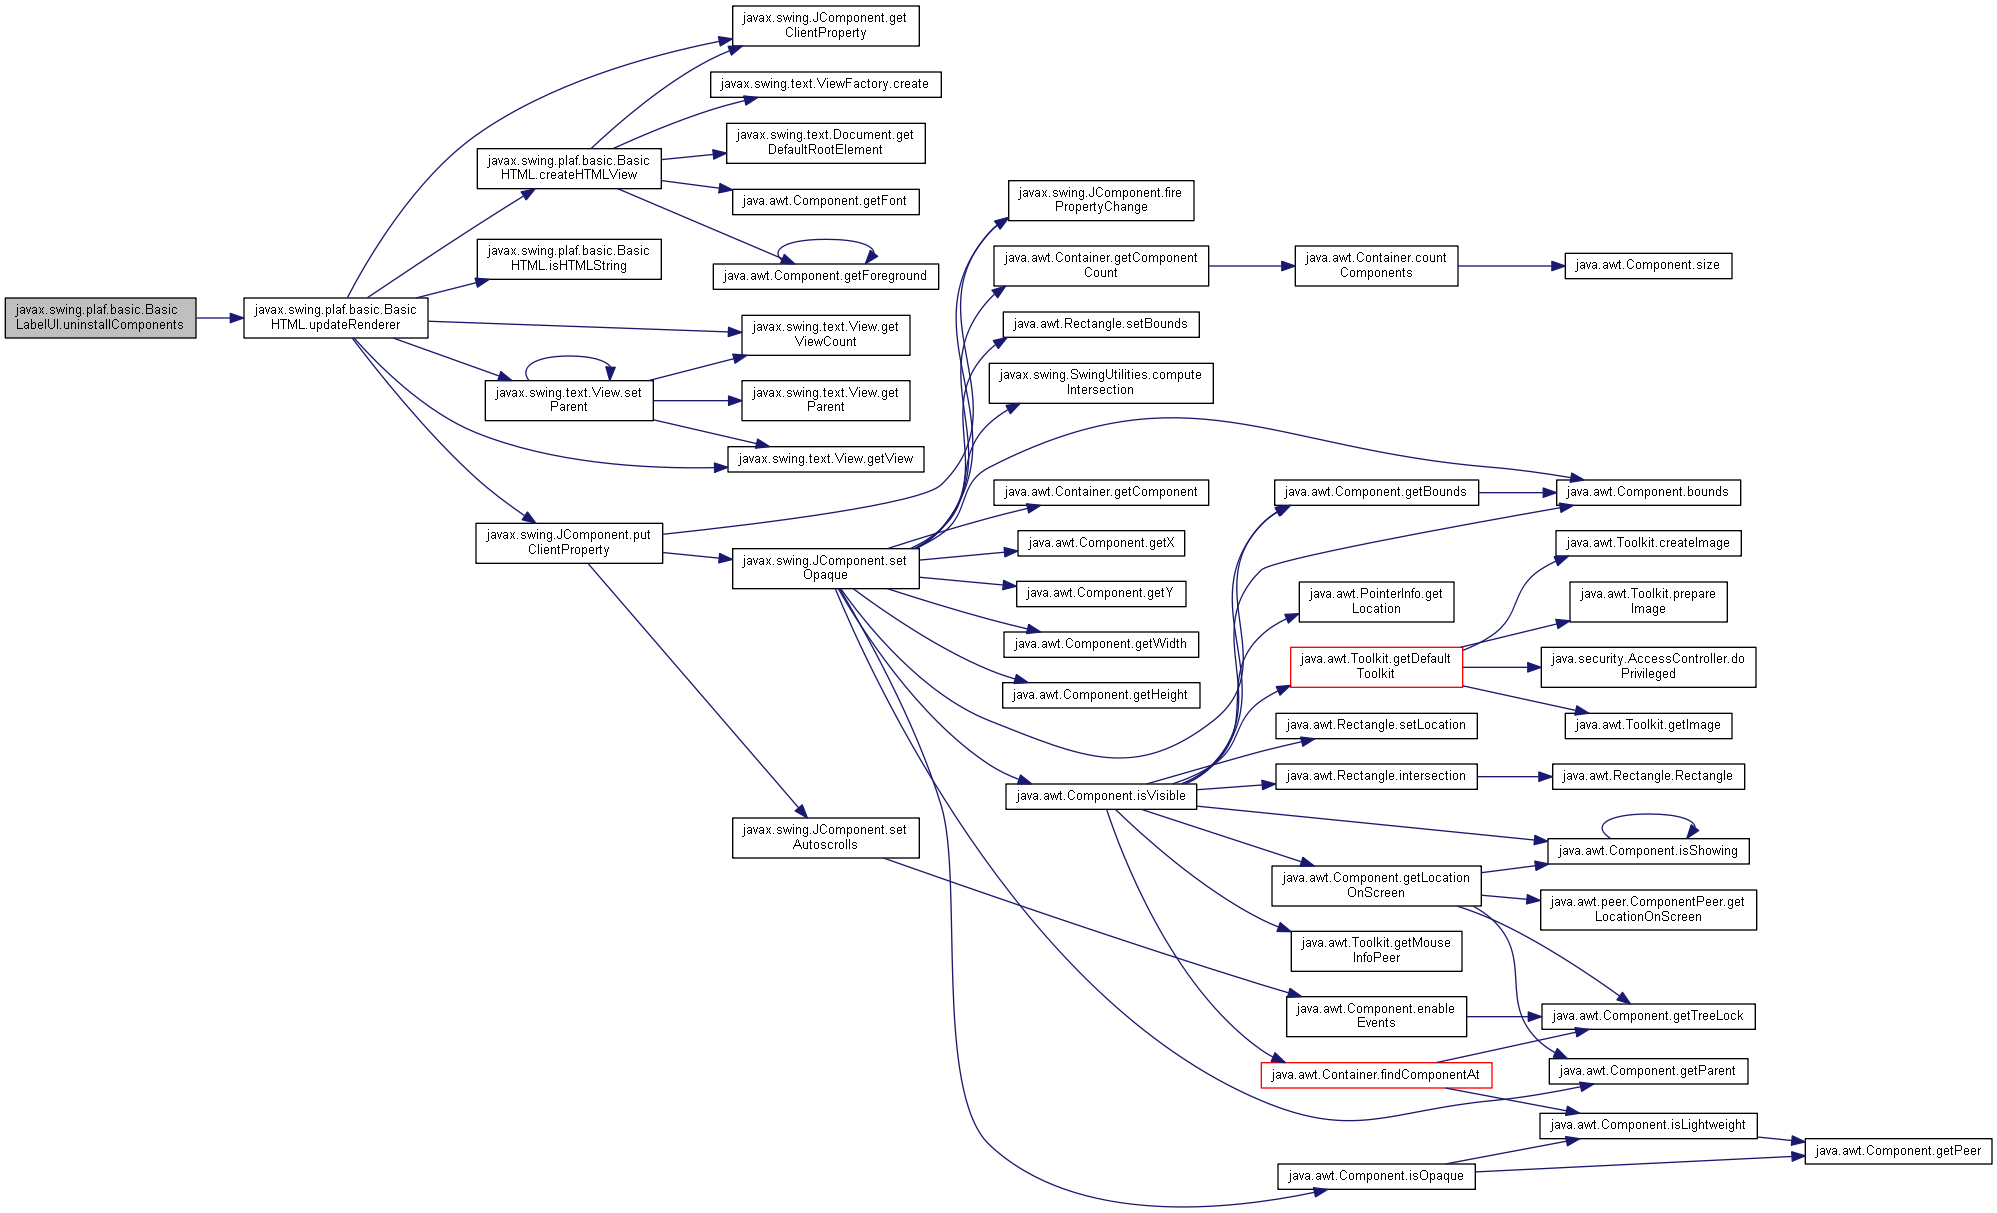 javax.swing.JComponent.get
ClientProperty
javax.swing.text.ViewFactory.create
javax.swing.text.Document.get
DefaultRootElement
javax.swing.plaf.basic.Basic
HTML.createHTMLView
java.awt.Component.getFont
javax.swing.JComponent.fire
PropertyChange
javax.swing.plaf.basic.Basic
HTML.isHTMLString
java.awt.Component.getForeground
java.awt.Container.getComponent
Count
java.awt.Container.count
Components
java.awt.Component.size
javax.swing.plaf.basic.Basic
LabelUI.uninstallComponents
javax.swing.plaf.basic.Basic
HTML.updateRenderer
javax.swing.text.View.get
ViewCount
java.awt.Rectangle.setBounds
javax.swing.SwingUtilities.compute
Intersection
javax.swing.text.View.set
Parent
javax.swing.text.View.get
Parent
javax.swing.text.View.getView
java.awt.Container.getComponent
java.awt.Component.getBounds
java.awt.Component.bounds
javax.swing.JComponent.put
ClientProperty
java.awt.Component.getX
java.awt.Toolkit.createImage
javax.swing.JComponent.set
Opaque
java.awt.Component.getY
java.awt.PointerInfo.get
Location
java.awt.Toolkit.prepare
Image
java.awt.Component.getWidth
java.awt.Toolkit.getDefault
Toolkit
java.security.AccessController.do
Privileged
java.awt.Component.getHeight
java.awt.Rectangle.setLocation
java.awt.Toolkit.getImage
java.awt.Rectangle.intersection
java.awt.Rectangle.Rectangle
java.awt.Component.isVisible
javax.swing.JComponent.set
Autoscrolls
java.awt.Component.isShowing
java.awt.Component.getLocation
OnScreen
java.awt.peer.ComponentPeer.get
LocationOnScreen
java.awt.Toolkit.getMouse
InfoPeer
java.awt.Component.enable
Events
java.awt.Component.getTreeLock
java.awt.Container.findComponentAt
java.awt.Component.getParent
java.awt.Component.isLightweight
java.awt.Component.getPeer
java.awt.Component.isOpaque